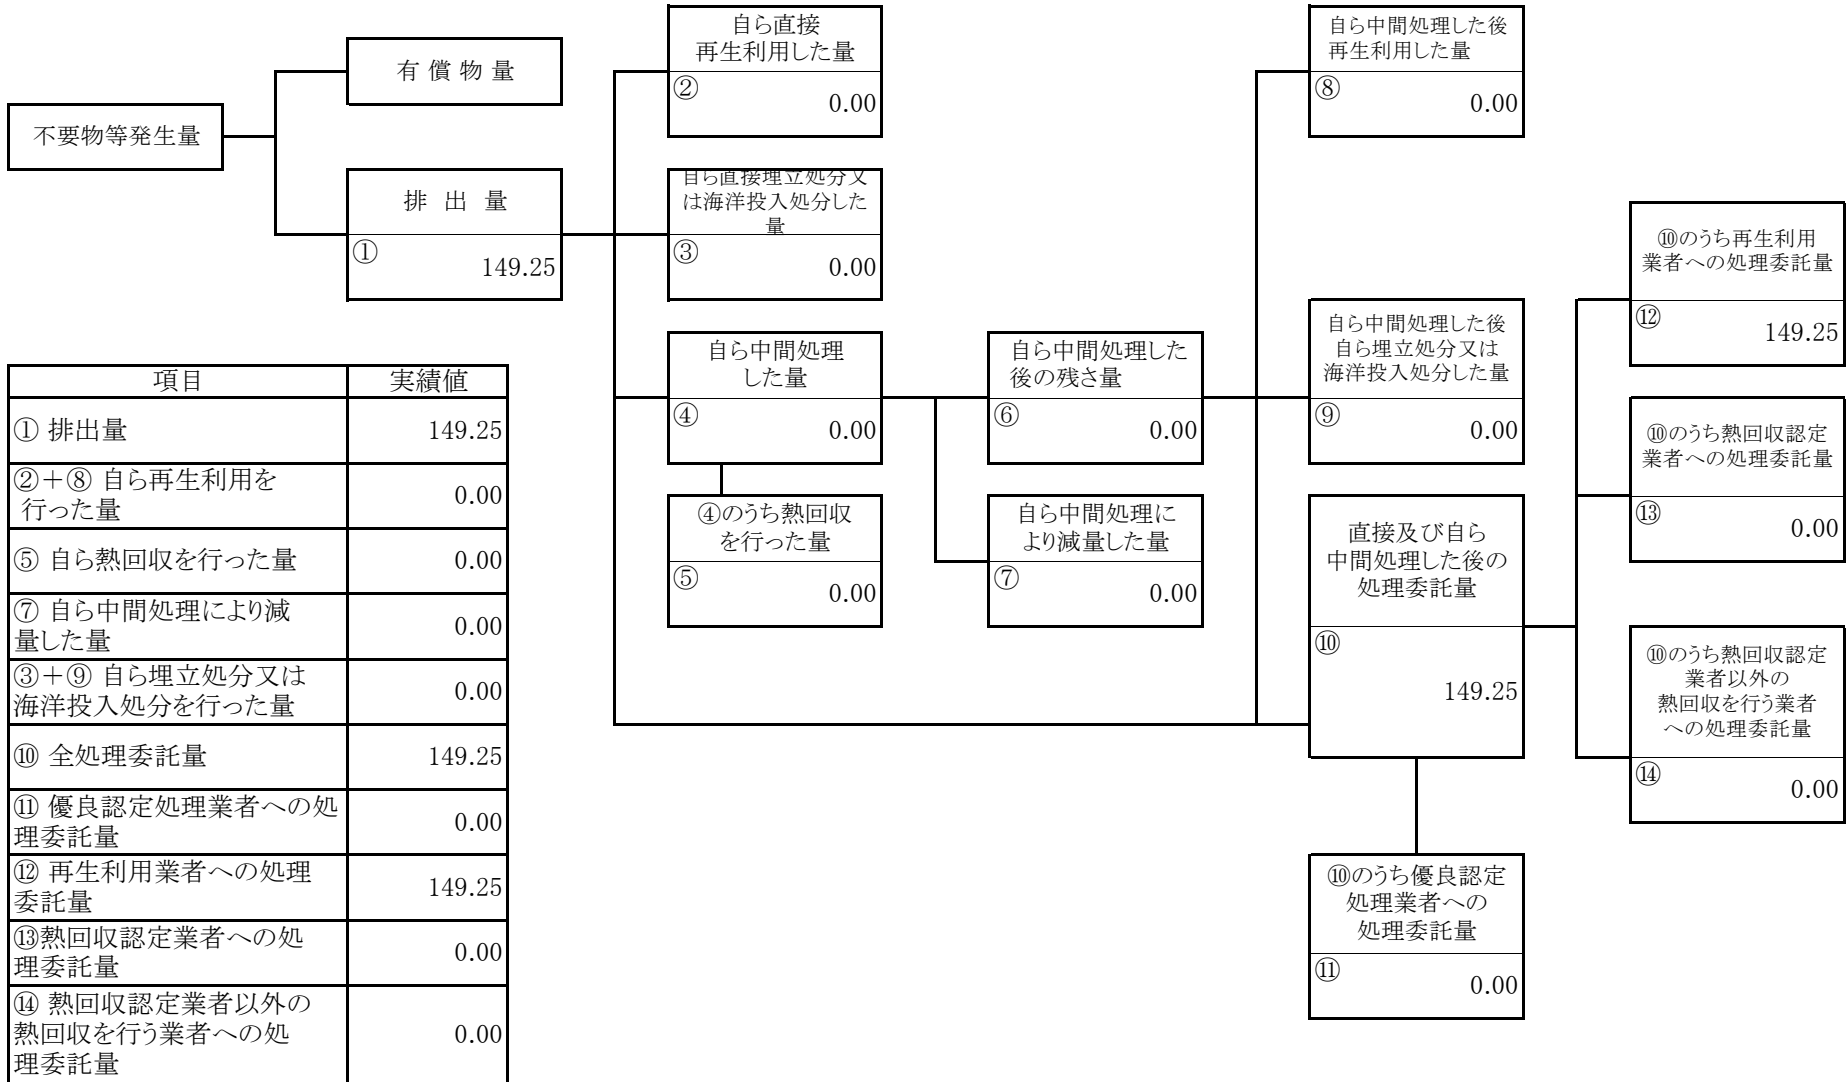 不要物等発生量
有 償 物 量
排 出 量
①
149.25
自ら直接
再生利用した量
②
0.00
自ら直接埋立処分又
は海洋投入処分した
量
③
0.00
自ら中間処理
した量
④
0.00
④のうち熱回収
を行った量
⑤
0.00
自ら中間処理した
後の残さ量
⑥
0.00
自ら中間処理に
より減量した量
⑦
0.00
自ら中間処理した後
再生利用した量
⑧
0.00
自ら中間処理した後
自ら埋立処分又は
海洋投入処分した量
⑨
0.00
直接及び自ら
中間処理した後の
処理委託量
⑩
149.25
⑩のうち優良認定
処理業者への
処理委託量
⑪
0.00
⑩のうち再生利用
業者への処理委託量
⑫
149.25
⑩のうち熱回収認定
業者への処理委託量
⑬
0.00
⑩のうち熱回収認定
業者以外の
熱回収を行う業者
への処理委託量
⑭
0.00
項目 実績値
① 排出量 149.25
②＋⑧ 自ら再生利用を
行った量
0.00
⑤ 自ら熱回収を行った量 0.00
⑦ 自ら中間処理により減
量した量
0.00
③＋⑨ 自ら埋立処分又は
海洋投入処分を行った量
0.00
⑩ 全処理委託量 149.25
⑪ 優良認定処理業者への処
理委託量
0.00
⑫ 再生利用業者への処理
委託量
149.25
⑬熱回収認定業者への処
理委託量
0.00
⑭ 熱回収認定業者以外の
熱回収を行う業者への処
理委託量
0.00